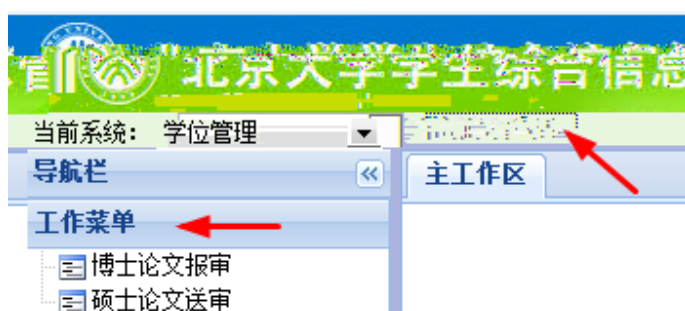 "北京大学学生综合信息
当前系统： 学位管理
导航栏
主工作区
工作菜单
博士论文报审
硕士论文送审